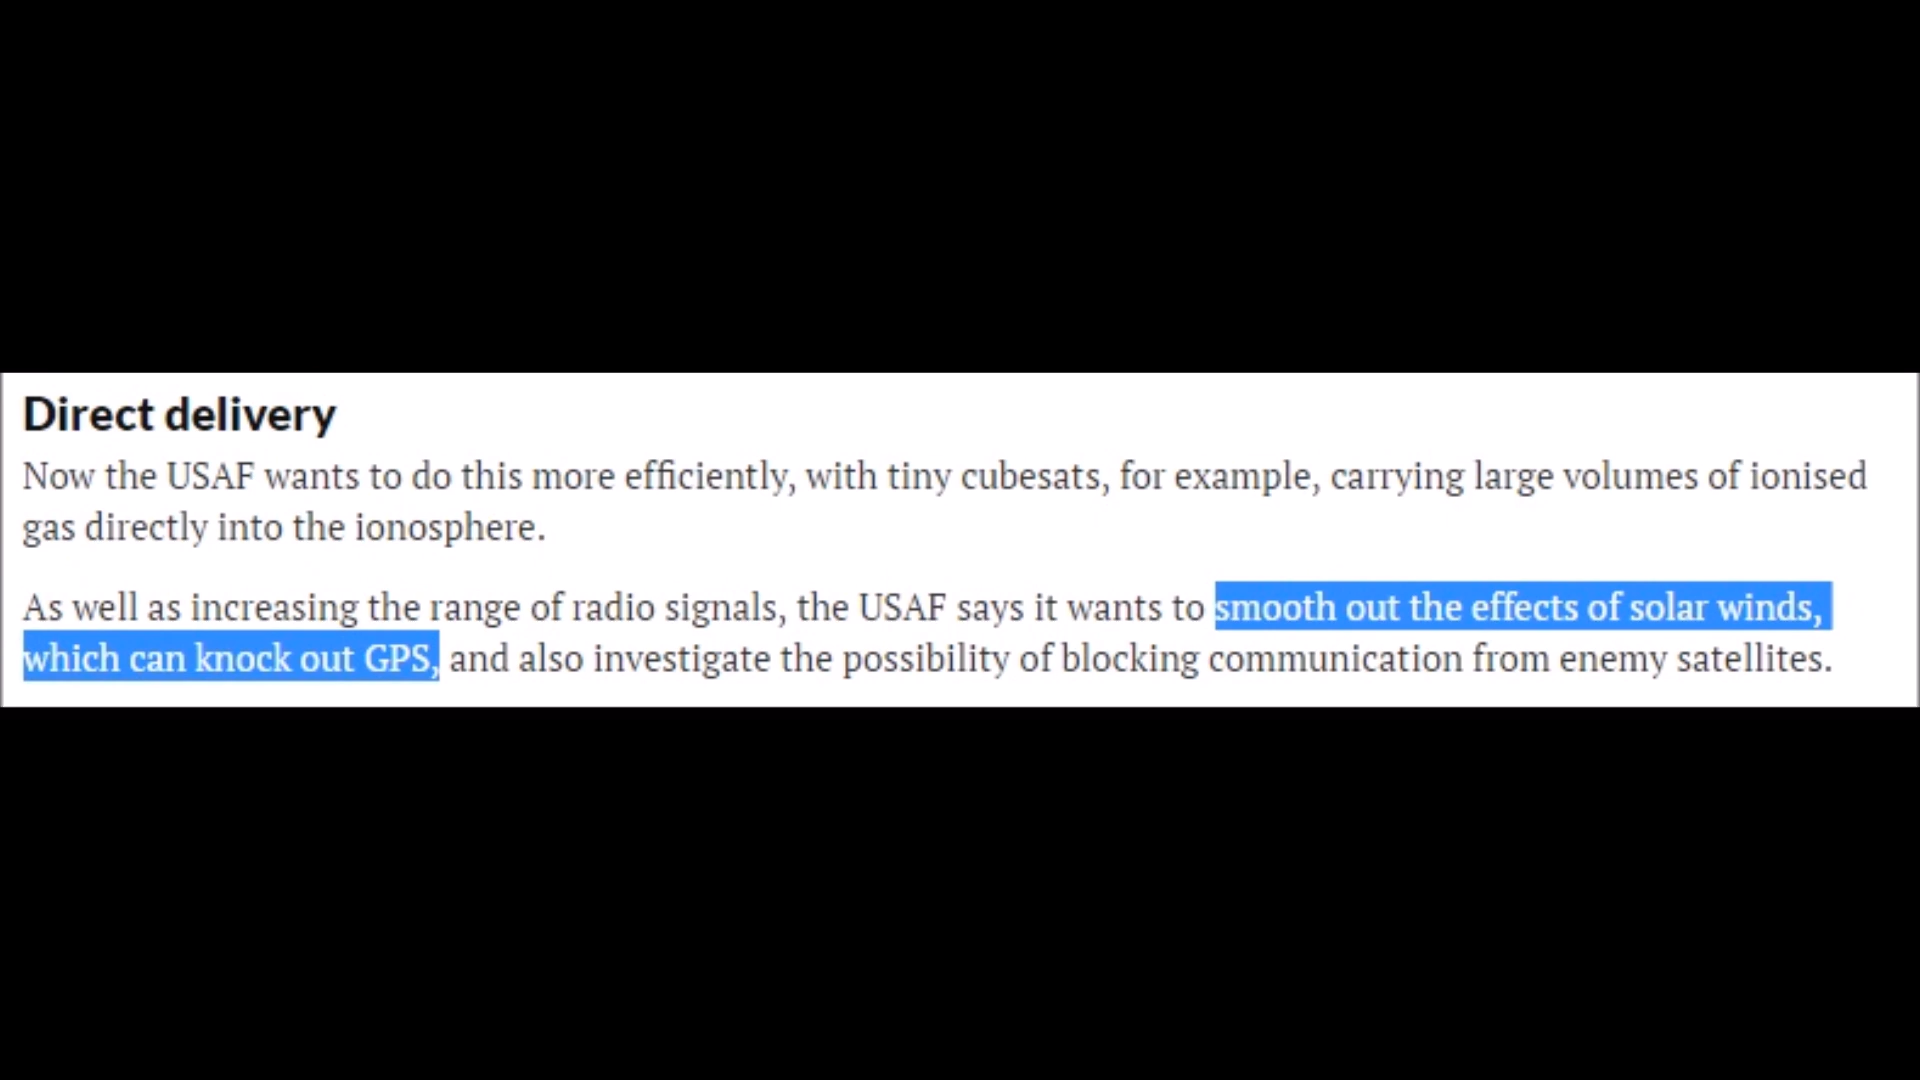 Direct delivery
Now the USAF wants to do this more efficiently, with tiny cubesats, for example, carrying large volumes of ionised
gas directly into the ionosphere.
As well as increasing the range of radio signals, the USAF says it wants to smooth out the effects of solar winds,
which can knock out GPS, and also investigate the possibility of blocking communication from enemy satellites.